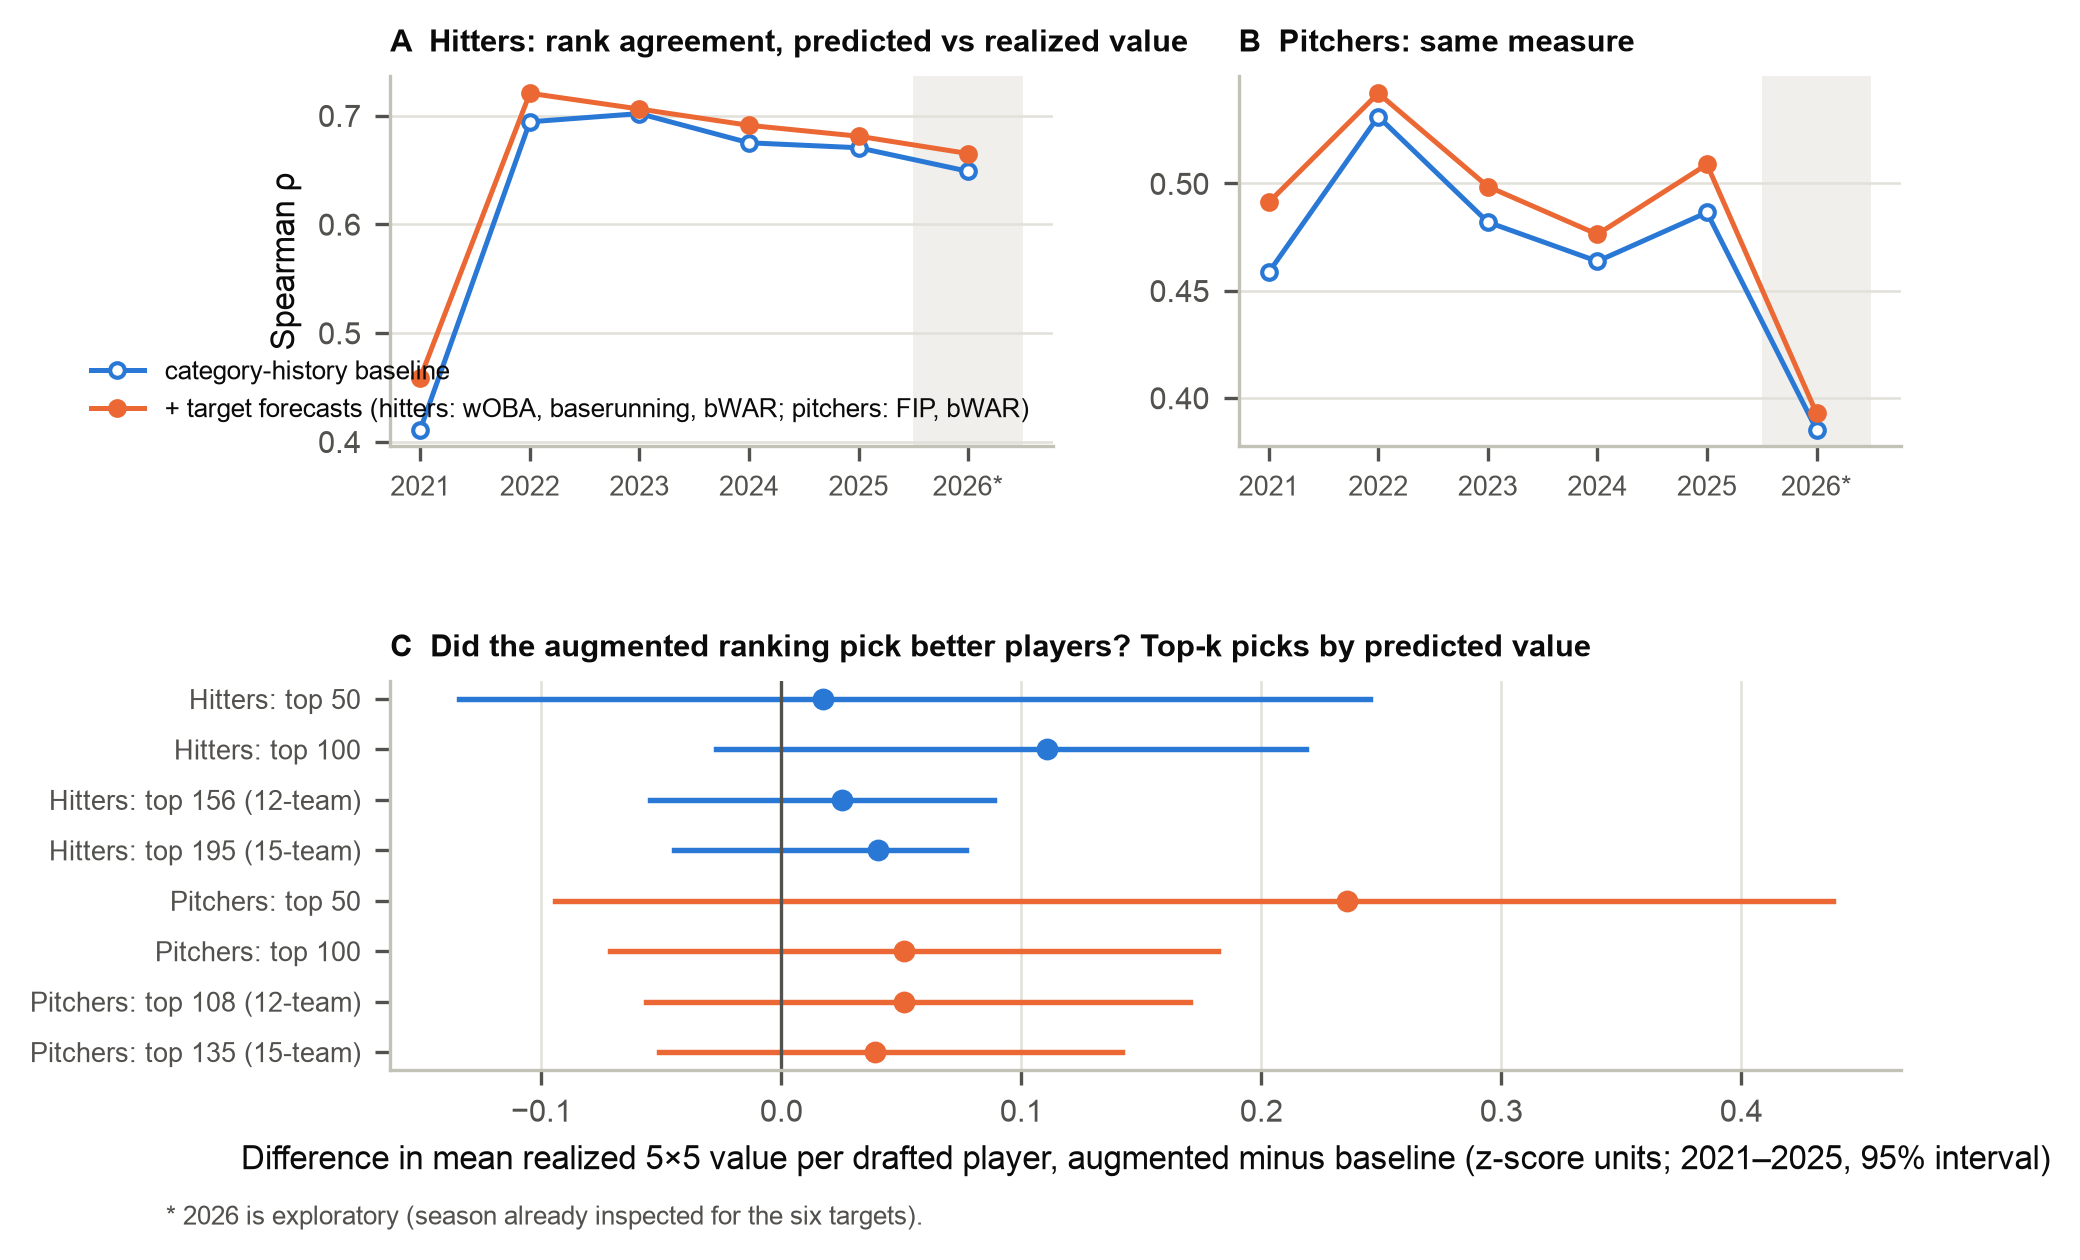 A Hitters: rank agreement, predicted vs realized value
B Pitchers: same measure
Spearman ρ
0.7
0.6
0.5
0.4
category-history baseline
+ target forecasts (hitters: wOBA, baserunning, bWAR; pitchers: FIP, bWAR)
2021 2022 2023 2024 2025 2026*
0.50
0.45
0.40
2021 2022 2023 2024 2025 2026*
C Did the augmented ranking pick better players? Top-k picks by predicted value
Hitters: top 50
Hitters: top 100
Hitters: top 156 (12-team)
Hitters: top 195 (15-team)
Pitchers: top 50
Pitchers: top 100
Pitchers: top 108 (12-team)
Pitchers: top 135 (15-team)
−0.1 0.0 0.1 0.2 0.3 0.4
Difference in mean realized 5×5 value per drafted player, augmented minus baseline (z-score units; 2021–2025, 95% interval)
* 2026 is exploratory (season already inspected for the six targets).